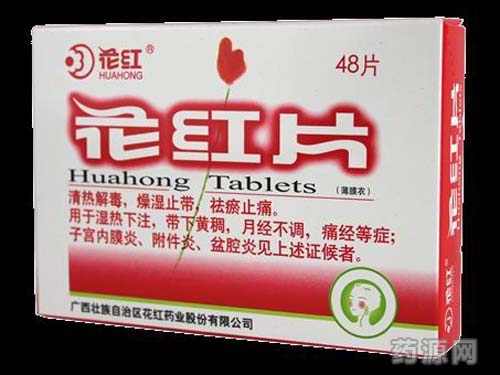 花红®
HUAHONG
48片
花红片
Huahong Tablets
（薄膜衣）
清热解毒，燥湿止带，祛瘀止痛。
用于湿热下注，带下黄稠，月经不调，痛经等症；
子宫内膜炎、附件炎、盆腔炎见上述证候者。
广西壮族自治区花红药业股份有限公司
药源网